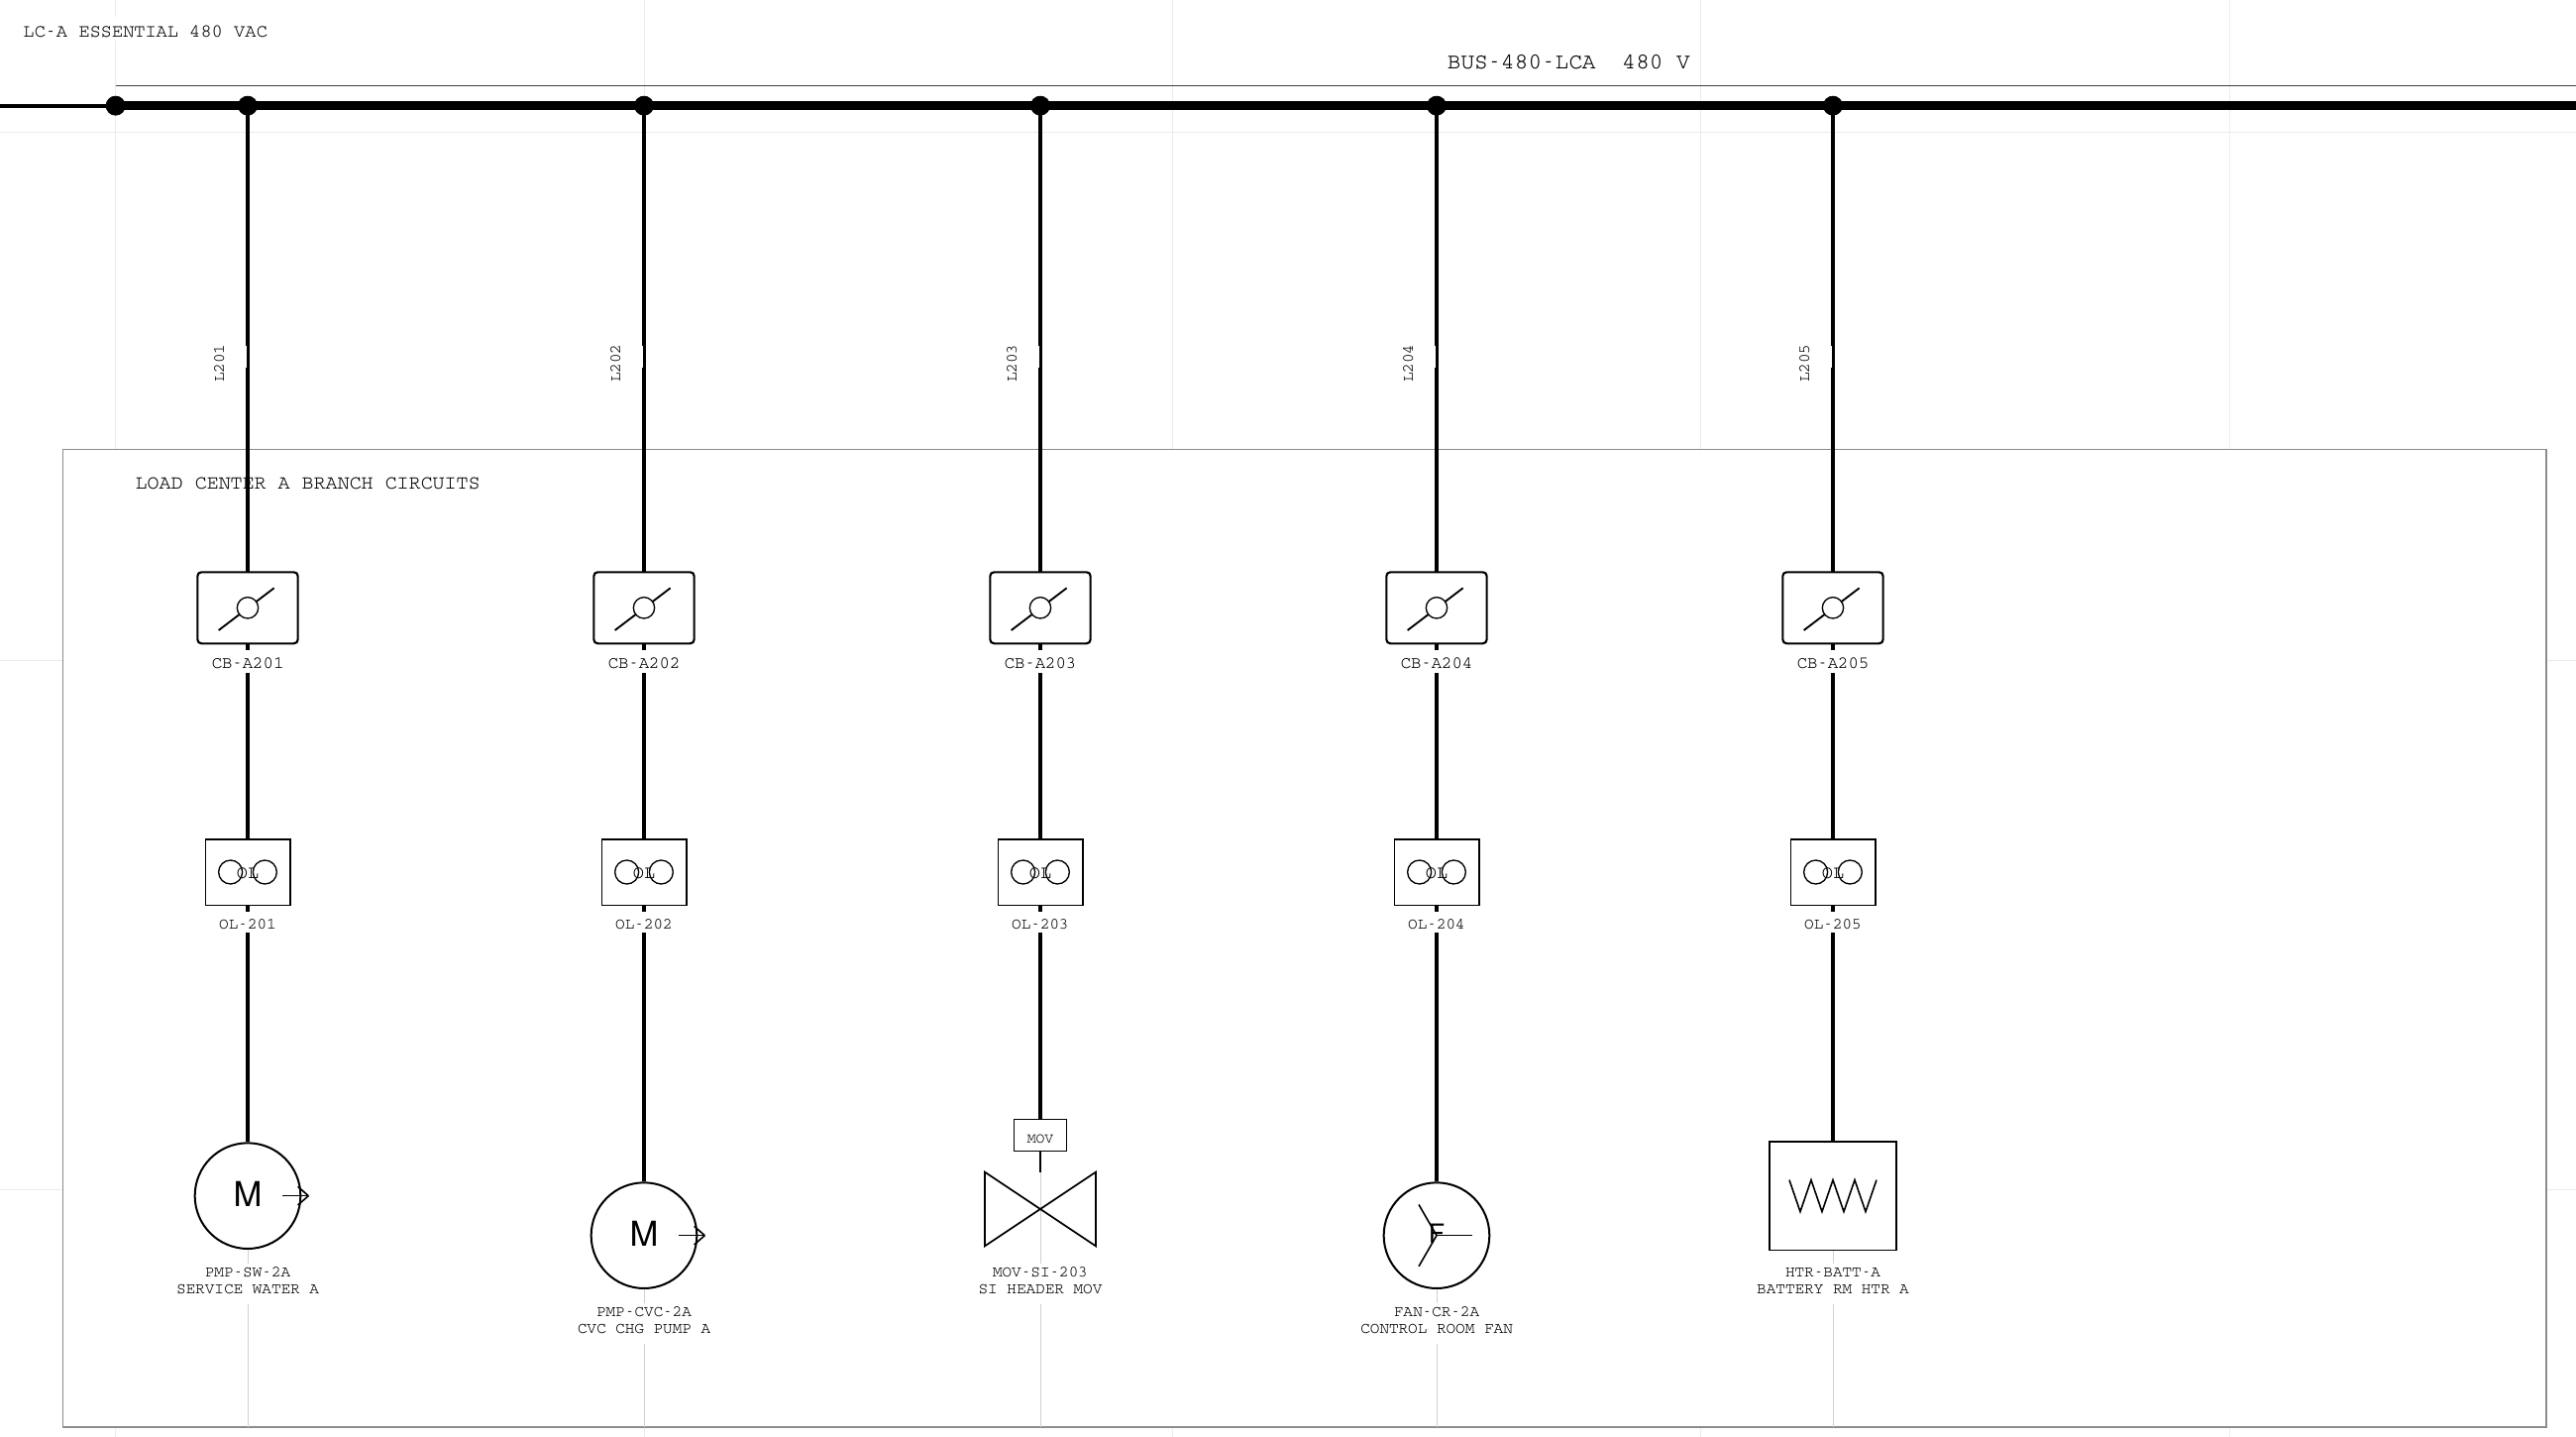 LC-A ESSENTIAL 480 VAC
BUS-480-LCA  480 V
L201
L202
L203
L204
L205
LOAD CENTER A BRANCH CIRCUITS
CB-A201
CB-A202
CB-A203
CB-A204
CB-A205
OL
OL
OL
OL
OL
OL-201
OL-202
OL-203
OL-204
OL-205
MOV
M
M
F
PMP-SW-2A
SERVICE WATER A
PMP-CVC-2A
CVC CHG PUMP A
MOV-SI-203
SI HEADER MOV
FAN-CR-2A
CONTROL ROOM FAN
HTR-BATT-A
BATTERY RM HTR A